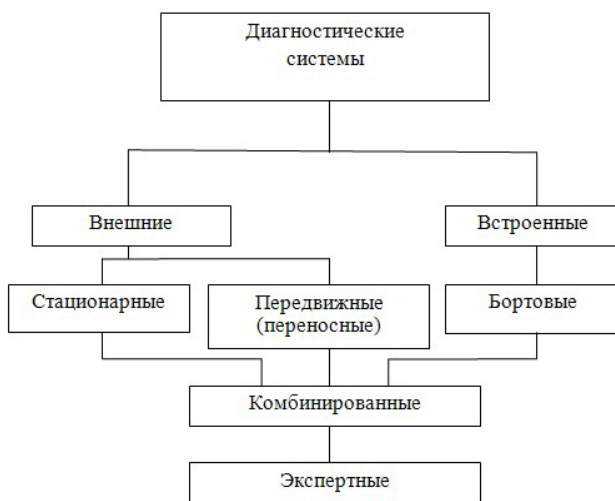 Диагностические
системы
Внешние
Встроенные
Стационарные
Передвижные
(переносные)
Бортовые
Комбинированные
Экспертные